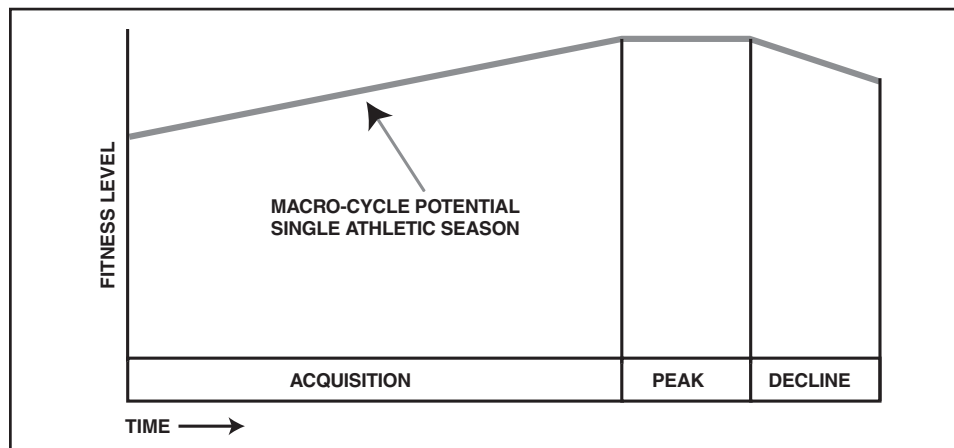 FITNESS LEVEL
MACRO-CYCLE POTENTIAL
SINGLE ATHLETIC SEASON
ACQUISITION
PEAK
DECLINE
TIME